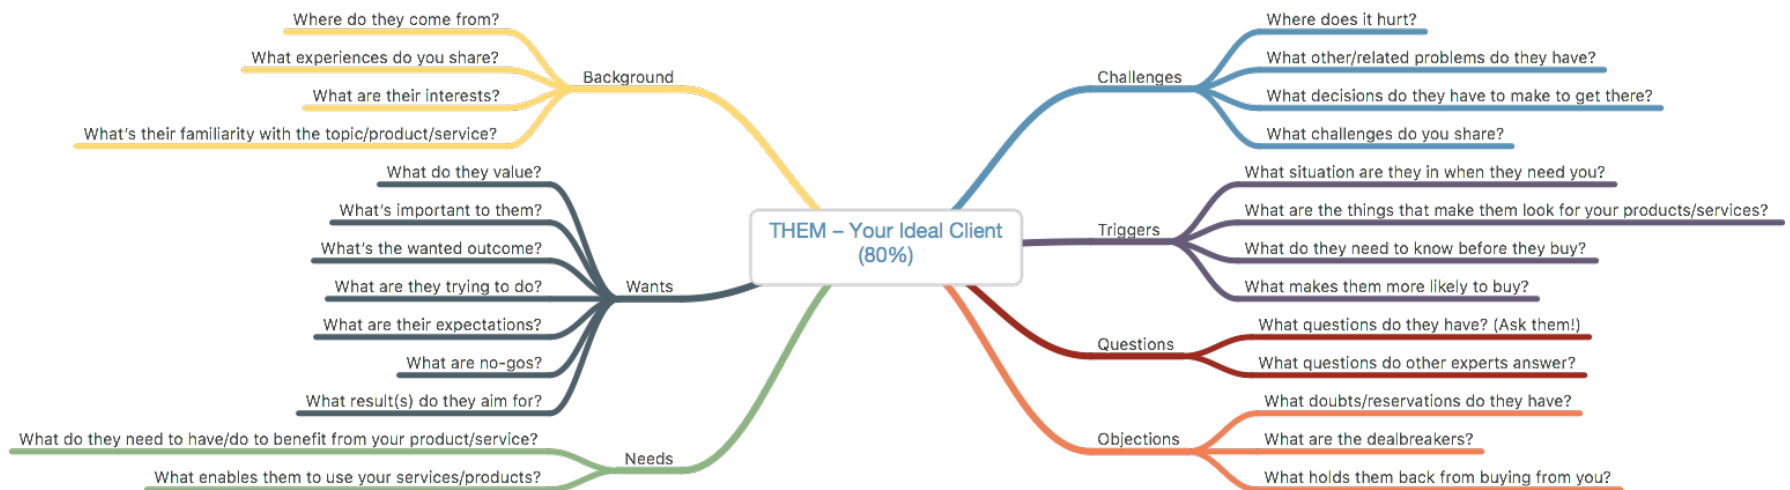 Where do they come from?
What experiences do you share?
Background
What are their interests?
What's their familiarity with the topic/product/service?
What do they value?
What's important to them?
What's the wanted outcome?
Wants
What are they trying to do?
What are their expectations?
What are no-gos?
What result(s) do they aim for?
What do they need to have/do to benefit from your product/service?
Needs
What enables them to use your services/products?
THEM – Your Ideal Client
(80%)
Where does it hurt?
Challenges
What other/related problems do they have?
What decisions do they have to make to get there?
What challenges do you share?
What situation are they in when they need you?
What are the things that make them look for your products/services?
Triggers
What do they need to know before they buy?
What makes them more likely to buy?
What questions do they have? (Ask them!)
Questions
What questions do other experts answer?
What doubts/reservations do they have?
Objections
What are the dealbreakers?
What holds them back from buying from you?